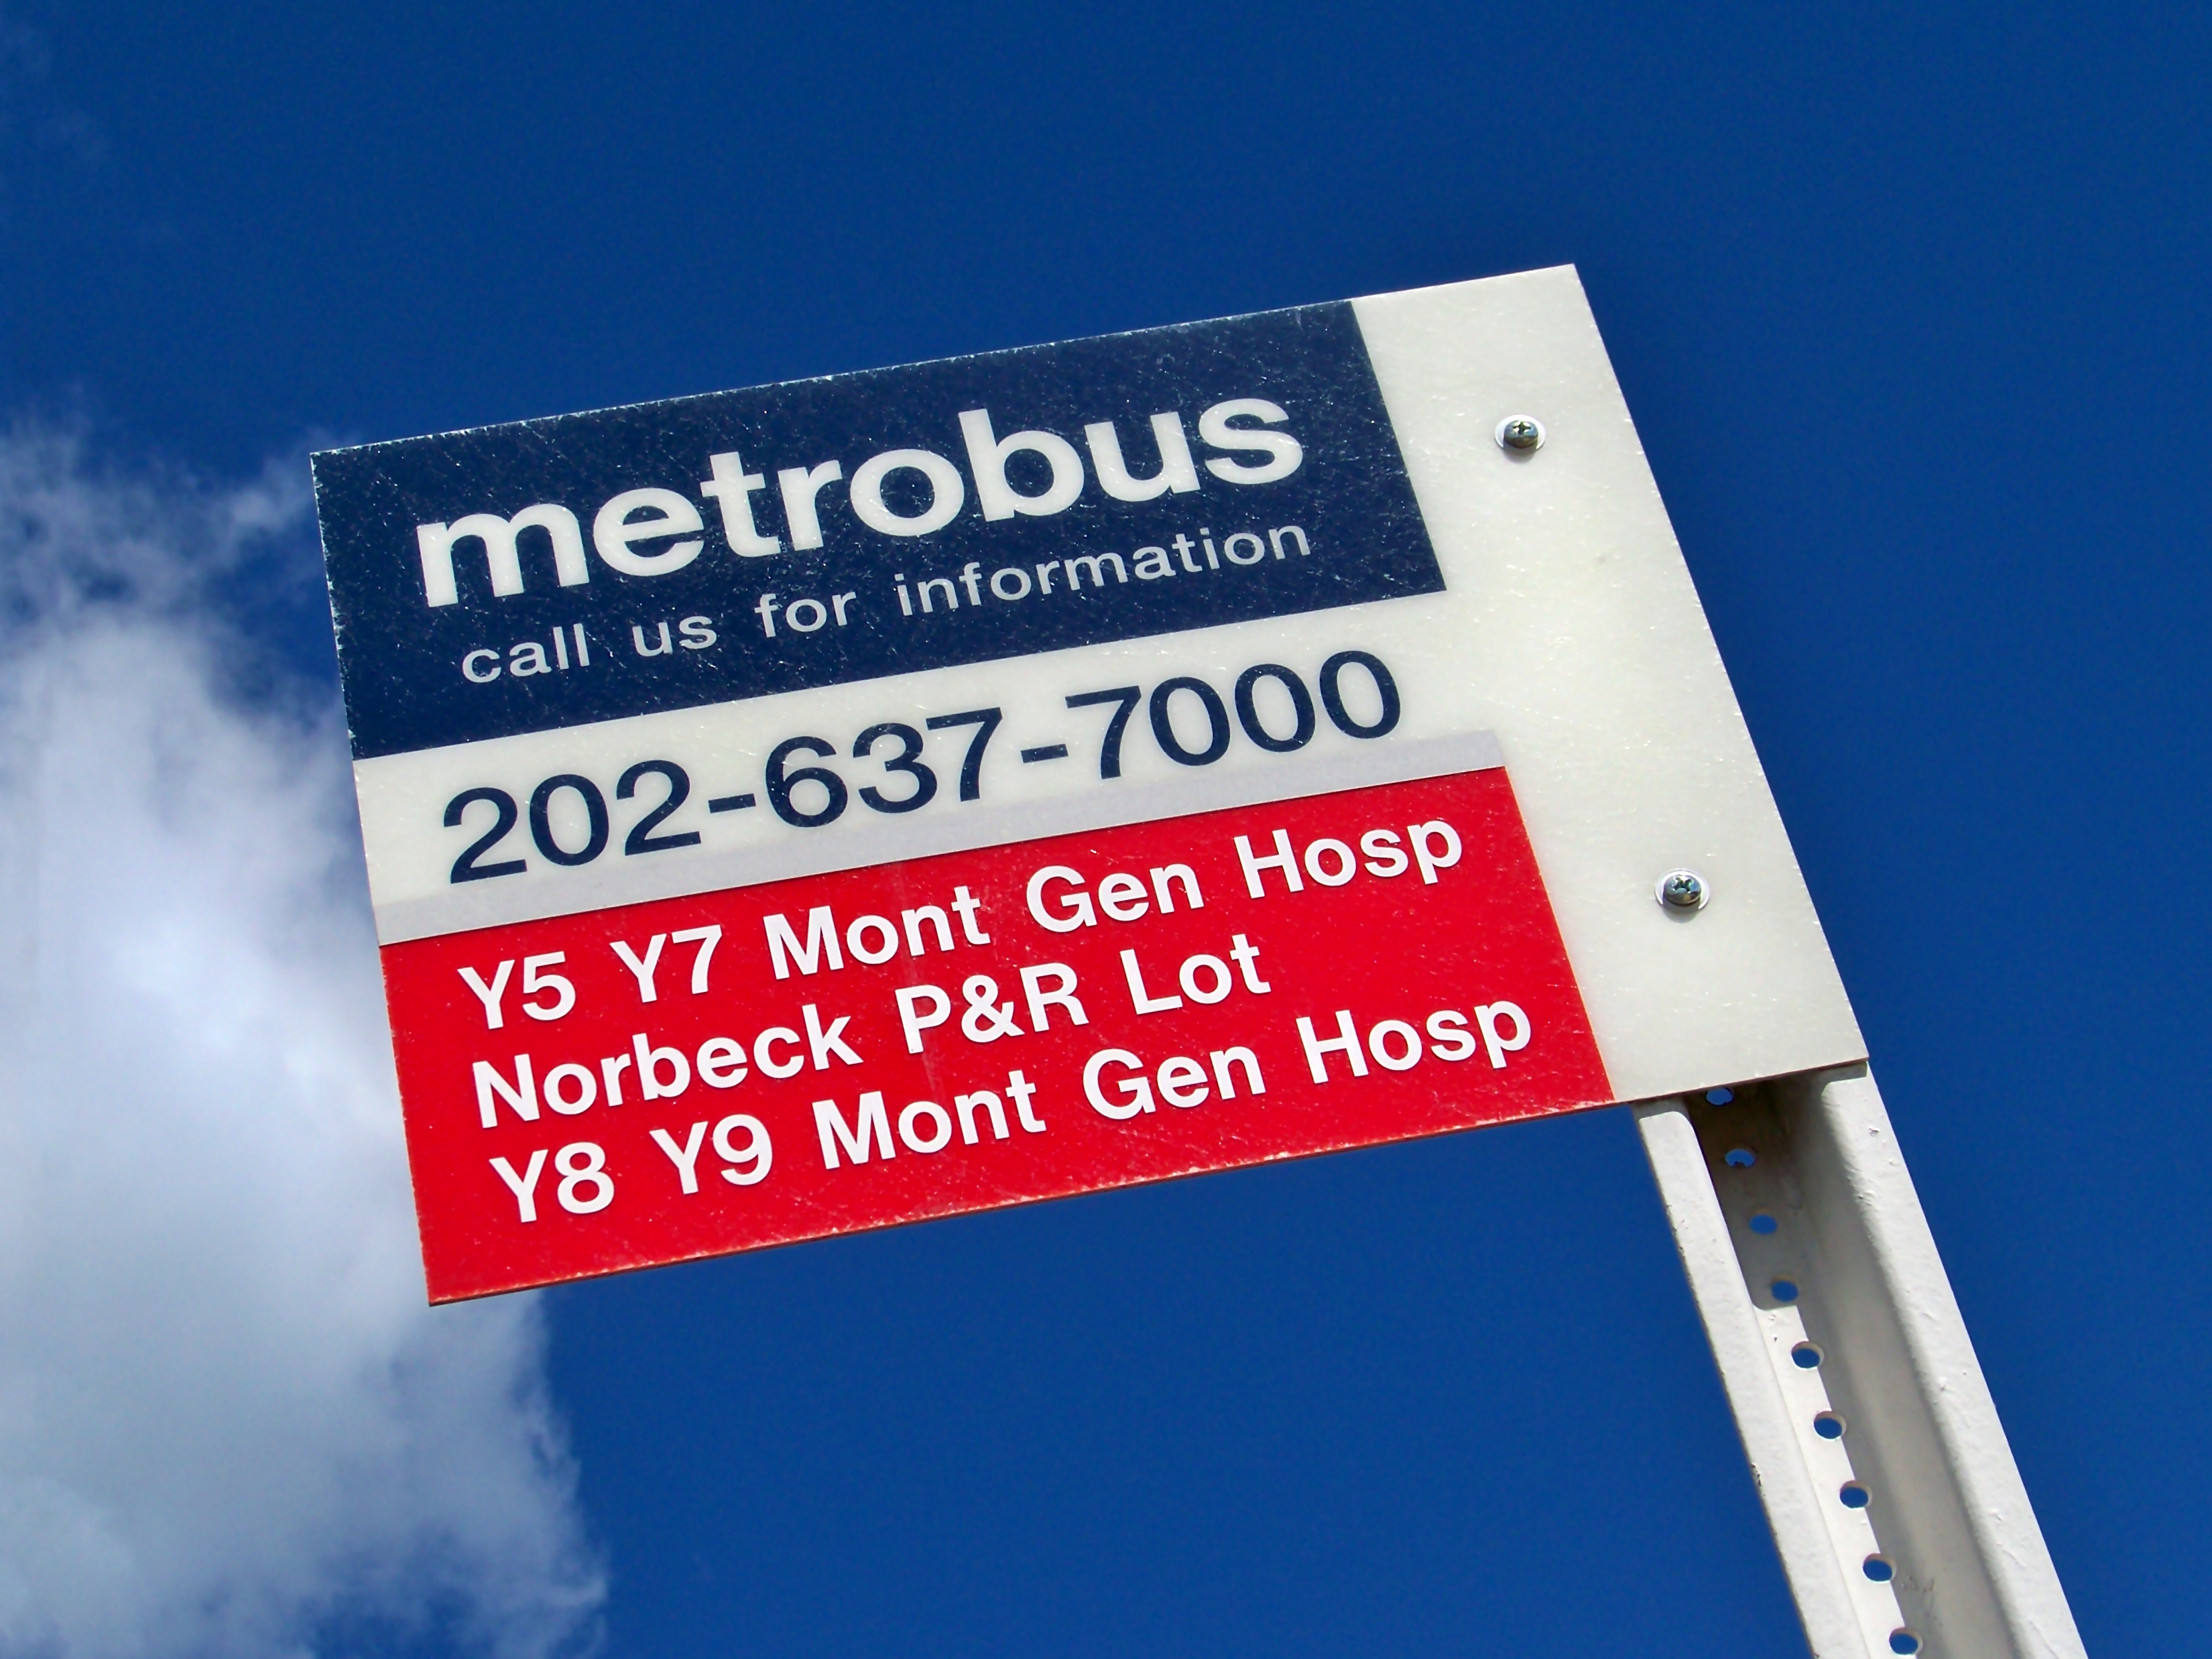 metrobus
call us for information
202-637-7000
Y5 Y7 Mont Gen Hosp
Norbeck P&R Lot
Y8 Y9 Mont Gen Hosp